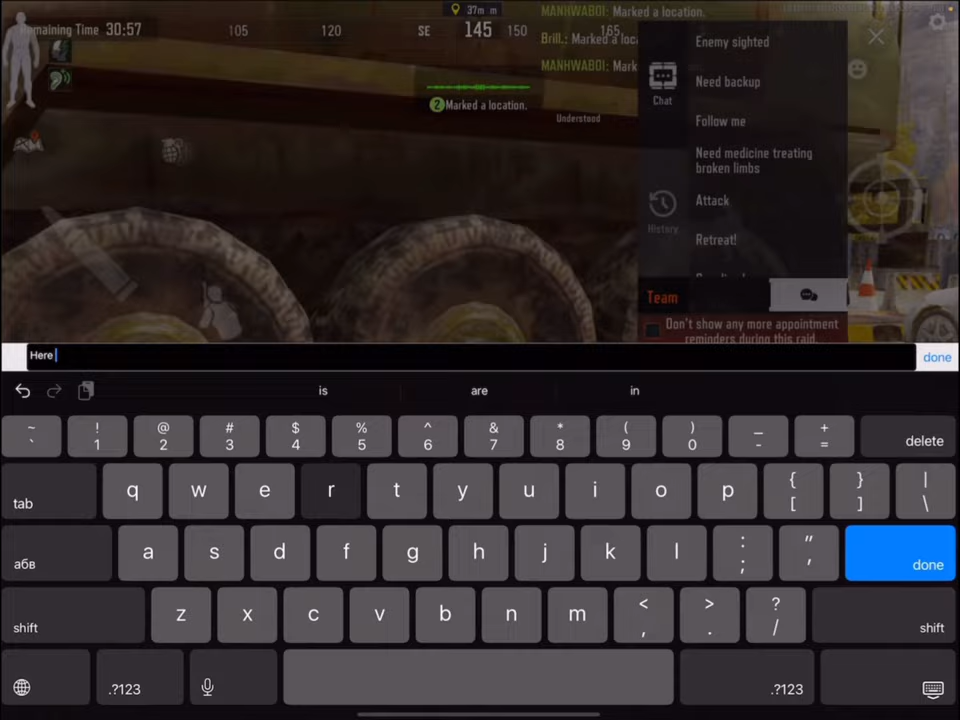 37m m
MANHWABOI: Marked a location.
Remaining Time 30:57
105 120 SE 145 150 165
Brill.: Marked a loc
MANHWABOI: Mark
2 Marked a location.
Understood
Enemy sighted
Need backup
Chat
Follow me
Need medicine treating
broken limbs
Attack
History
Retreat!
Team
Don't show any more appointment
reminders during this raid.
Here
done
is are in
~ ! @ # $ % ^ & * ( ) _ +
` 1 2 3 4 5 6 7 8 9 0 - = delete
tab q w e r t y u i o p { [ } ] | \
абв a s d f g h j k l : ; " ' done
shift z x c v b n m < , > . ? / shift
.?123 .?123